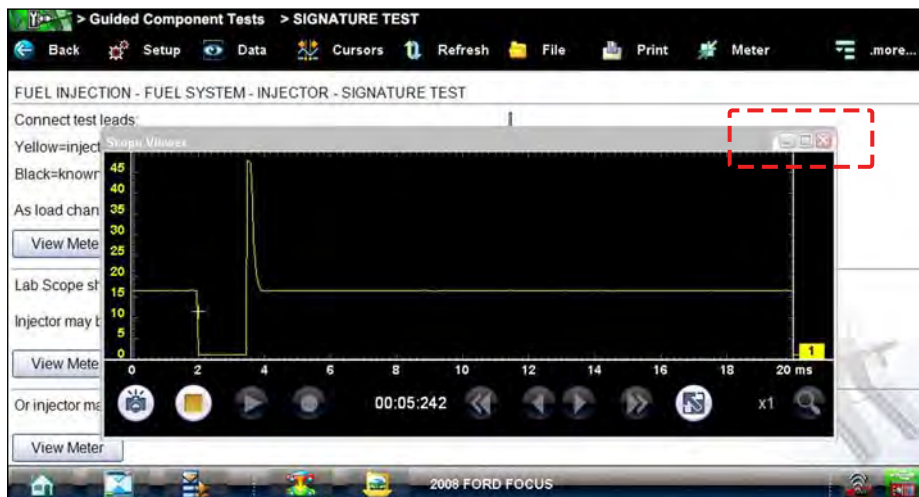 > Guided Component Tests > SIGNATURE TEST
Back Setup Data Cursors Refresh File Print Meter .more...
FUEL INJECTION - FUEL SYSTEM - INJECTOR - SIGNATURE TEST
Connect test leads:
Yellow=inject
Scope Viewer
Black=known
As load chan
View Mete
Lab Scope sh
Injector may b
View Mete
Or injector ma
View Meter
45
40
35
30
25
20
15
10
5
0
1
0 2 4 6 8 10 12 14 16 18 20 ms
00:05:242 x1
2008 FORD FOCUS